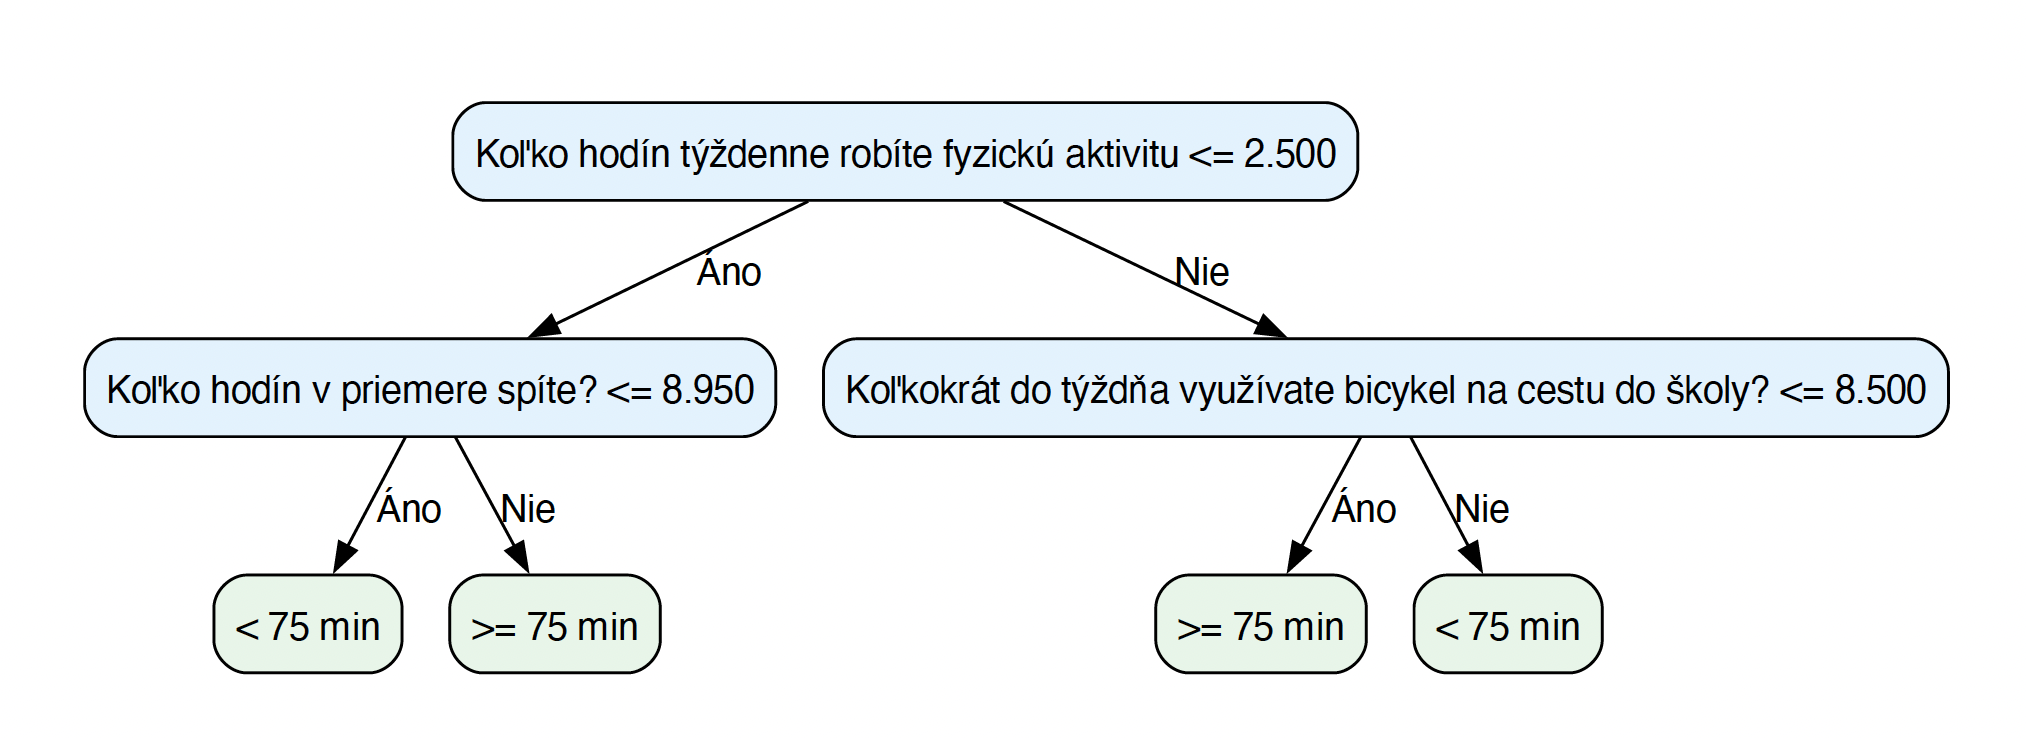 Koľko hodín týždenne robíte fyzickú aktivitu <= 2.500
Áno
Nie
Koľko hodín v priemere spíte? <= 8.950
Koľkokrát do týždňa využívate bicykel na cestu do školy? <= 8.500
Áno
Nie
Áno
Nie
< 75 min
>= 75 min
>= 75 min
< 75 min